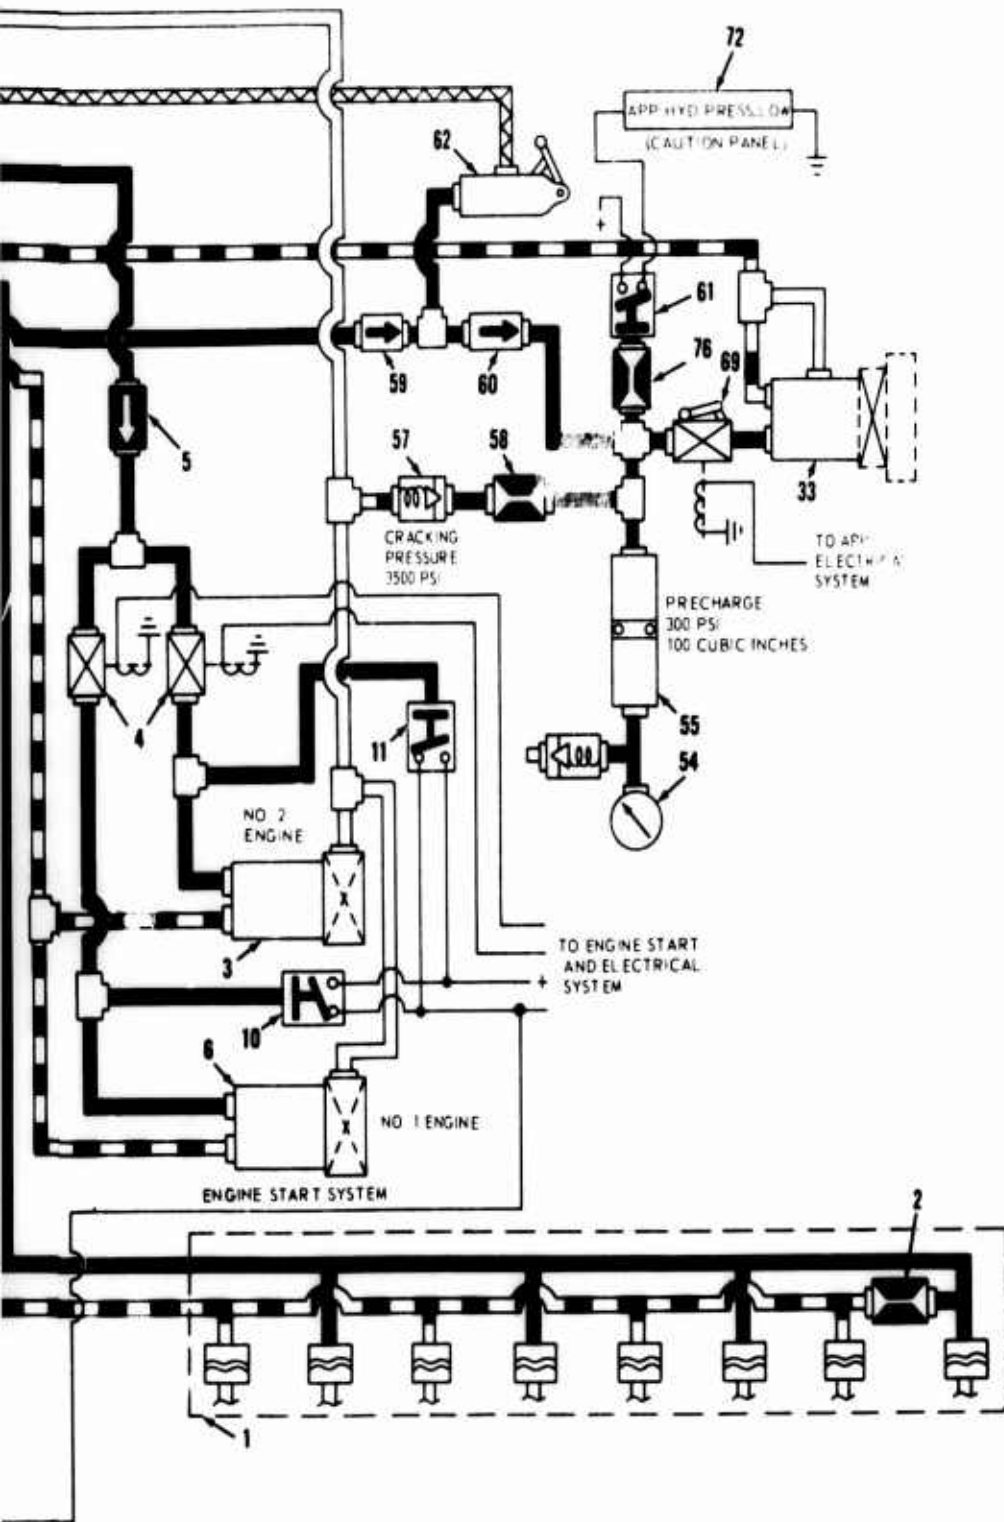 72
APP HYD PRESS LOW
(CAUTION PANEL)
62
+
61
76
69
59
60
5
57
58
33
CRACKING
PRESSURE
3500 PSI
TO
SYSTEM
PRECHARGE
300 PSI
100 CUBIC INCHES
4
11
55
54
NO 2
ENGINE
X
3
TO ENGINE START
AND ELECTRICAL
+ SYSTEM
10
6
X
NO 1 ENGINE
ENGINE START SYSTEM
2
1